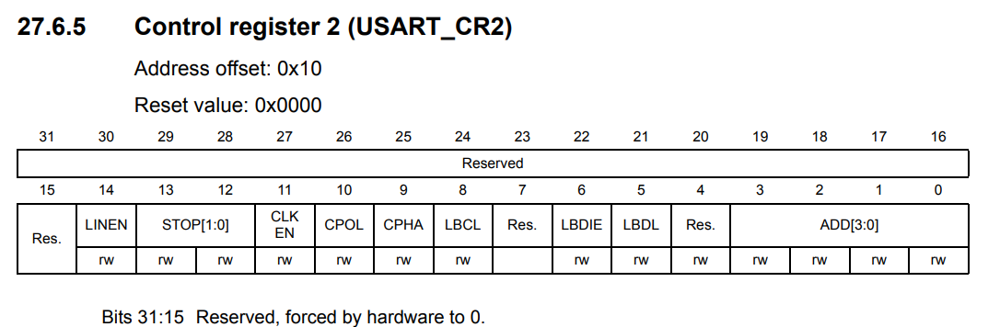 27.6.5 Control register 2 (USART_CR2)
Address offset: 0x10
Reset value: 0x0000
31 30 29 28 27 26 25 24 23 22 21 20 19 18 17 16
Reserved
15 14 13 12 11 10 9 8 7 6 5 4 3 2 1 0
Res. LINEN STOP[1:0] CLK EN CPOL CPHA LBCL Res. LBDIE LBDL Res. ADD[3:0]
rw rw rw rw rw rw rw rw rw rw rw rw rw
Bits 31:15 Reserved, forced by hardware to 0.